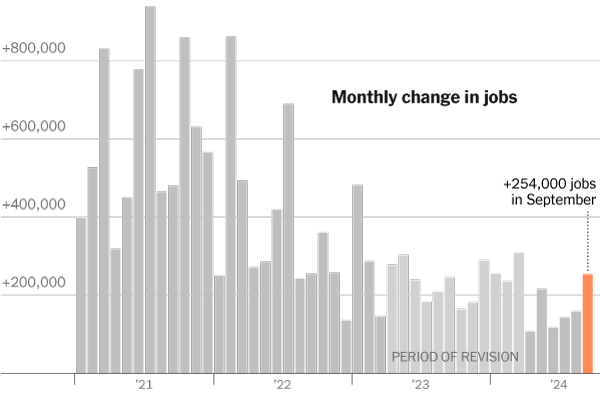 +800,000
Monthly change in jobs
+600,000
+254,000 jobs
in September
+400,000
+200,000
PERIOD OF REVISION
’21
’22
’23
’24